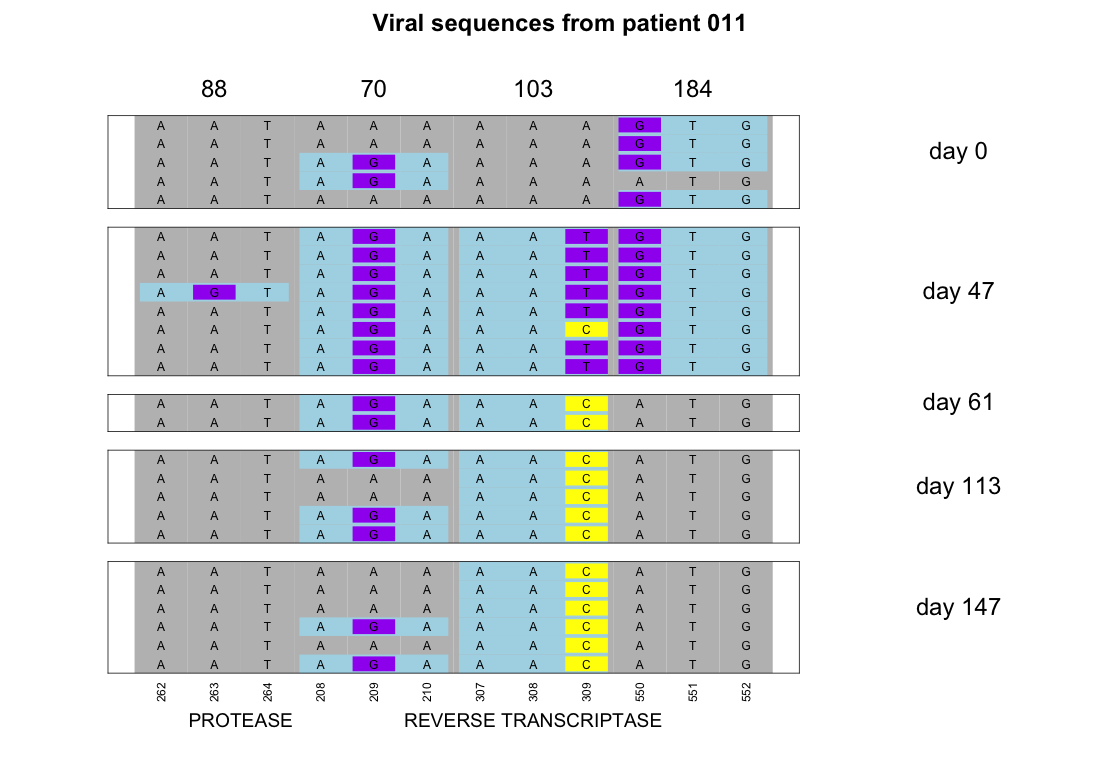 Viral sequences from patient 011
88 70 103 184
A A T A A A A A A G T G
A A T A A A A A A G T G
day 0
A A T A G A A A A G T G
A A T A G A A A A A T G
A A T A A A A A A G T G
A A T A G A A A T G T G
A A T A G A A A T G T G
A A T A G A A A T G T G
A G T A G A A A T G T G
day 47
A A T A G A A A T G T G
A A T A G A A A C G T G
A A T A G A A A T G T G
A A T A G A A A T G T G
A A T A G A A A C A T G
day 61
A A T A G A A A C A T G
A A T A G A A A C A T G
A A T A A A A A C A T G
day 113
A A T A A A A A C A T G
A A T A G A A A C A T G
A A T A G A A A C A T G
A A T A A A A A C A T G
A A T A A A A A C A T G
A A T A A A A A C A T G
day 147
A A T A G A A A C A T G
A A T A A A A A C A T G
A A T A G A A A C A T G
262 263 264 208 209 210 307 308 309 550 551 552
PROTEASE REVERSE TRANSCRIPTASE